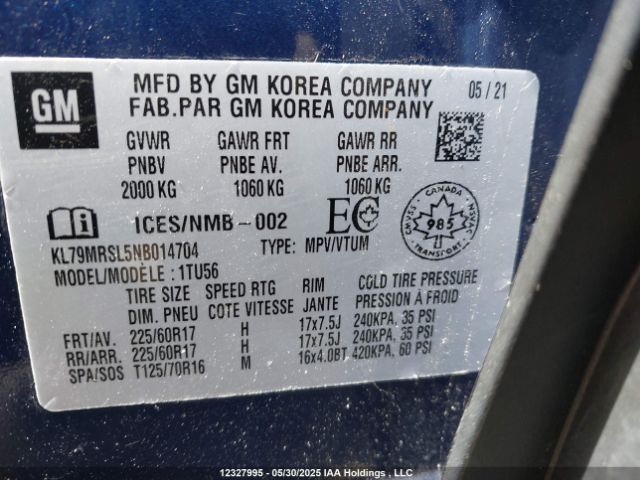 GM
MFD BY GM KOREA COMPANY 05/21
FAB.PAR GM KOREA COMPANY
GVWR GAWR FRT GAWR RR
PNBV PNBE AV. PNBE ARR.
2000 KG 1060 KG 1060 KG
i ICES/NMB-002 EC CANADA CMVSS 985 NSVAC
KL79MRSL5NB014704 TYPE: MPV/VTUM
MODEL/MODÈLE : 1TU56
TIRE SIZE SPEED RTG RIM COLD TIRE PRESSURE
DIM. PNEU COTE VITESSE JANTE PRESSION À FROID
FRT/AV. 225/60R17 H 17x7.5J 240KPA, 35 PSI
RR/ARR. 225/60R17 H 17x7.5J 240KPA, 35 PSI
SPA/SOS T125/70R16 M 16x4.0BT 420KPA, 60 PSI
12327995 - 05/30/2025 IAA Holdings , LLC